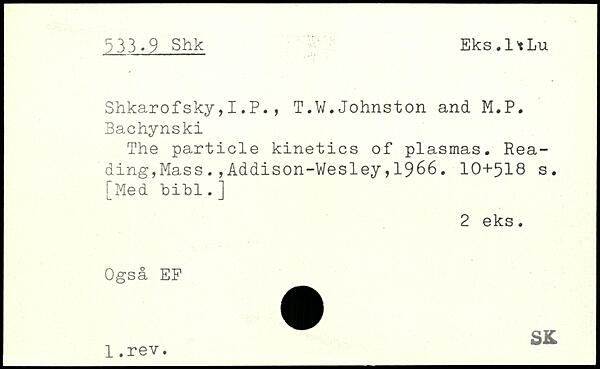 533.9 Shk
Eks.1:Lu
Shkarofsky,I.P., T.W.Johnston and M.P.
Bachynski
The particle kinetics of plasmas. Rea-
ding,Mass.,Addison-Wesley,1966. 10+518 s.
[Med bibl.]
2 eks.
Også EF
SK
1.rev.